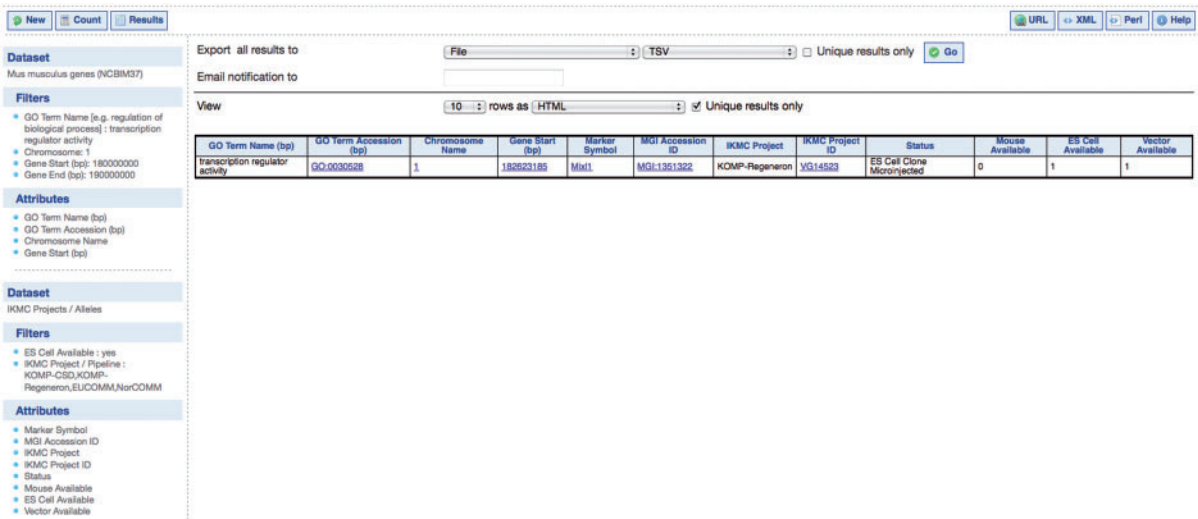 New Count Results URL XML Perl Help
Dataset
Mus musculus genes (NCBIM37)
Filters
GO Term Name [e.g. regulation of
biological process] : transcription
regulator activity
Chromosome: 1
Gene Start (bp): 180000000
Gene End (bp): 190000000
Attributes
GO Term Name (bp)
GO Term Accession (bp)
Chromosome Name
Gene Start (bp)
Dataset
IKMC Projects / Alleles
Filters
ES Cell Available : yes
IKMC Project / Pipeline :
KOMP-CSD,KOMP-
Regeneron,EUCOMM,NorCOMM
Attributes
Marker Symbol
MGI Accession ID
IKMC Project
IKMC Project ID
Status
Mouse Available
ES Cell Available
Vector Available
Export all results to File TSV Unique results only Go
Email notification to
View 10 rows as HTML Unique results only
GO Term Name (bp) GO Term Accession (bp) Chromosome Name Gene Start (bp) Marker Symbol MGI Accession ID IKMC Project IKMC Project ID Status Mouse Available ES Cell Available Vector Available
transcription regulator activity GO:0030528 1 182623185 Mixl1 MGI:1351322 KOMP-Regeneron VG14523 ES Cell Clone Microinjected 0 1 1